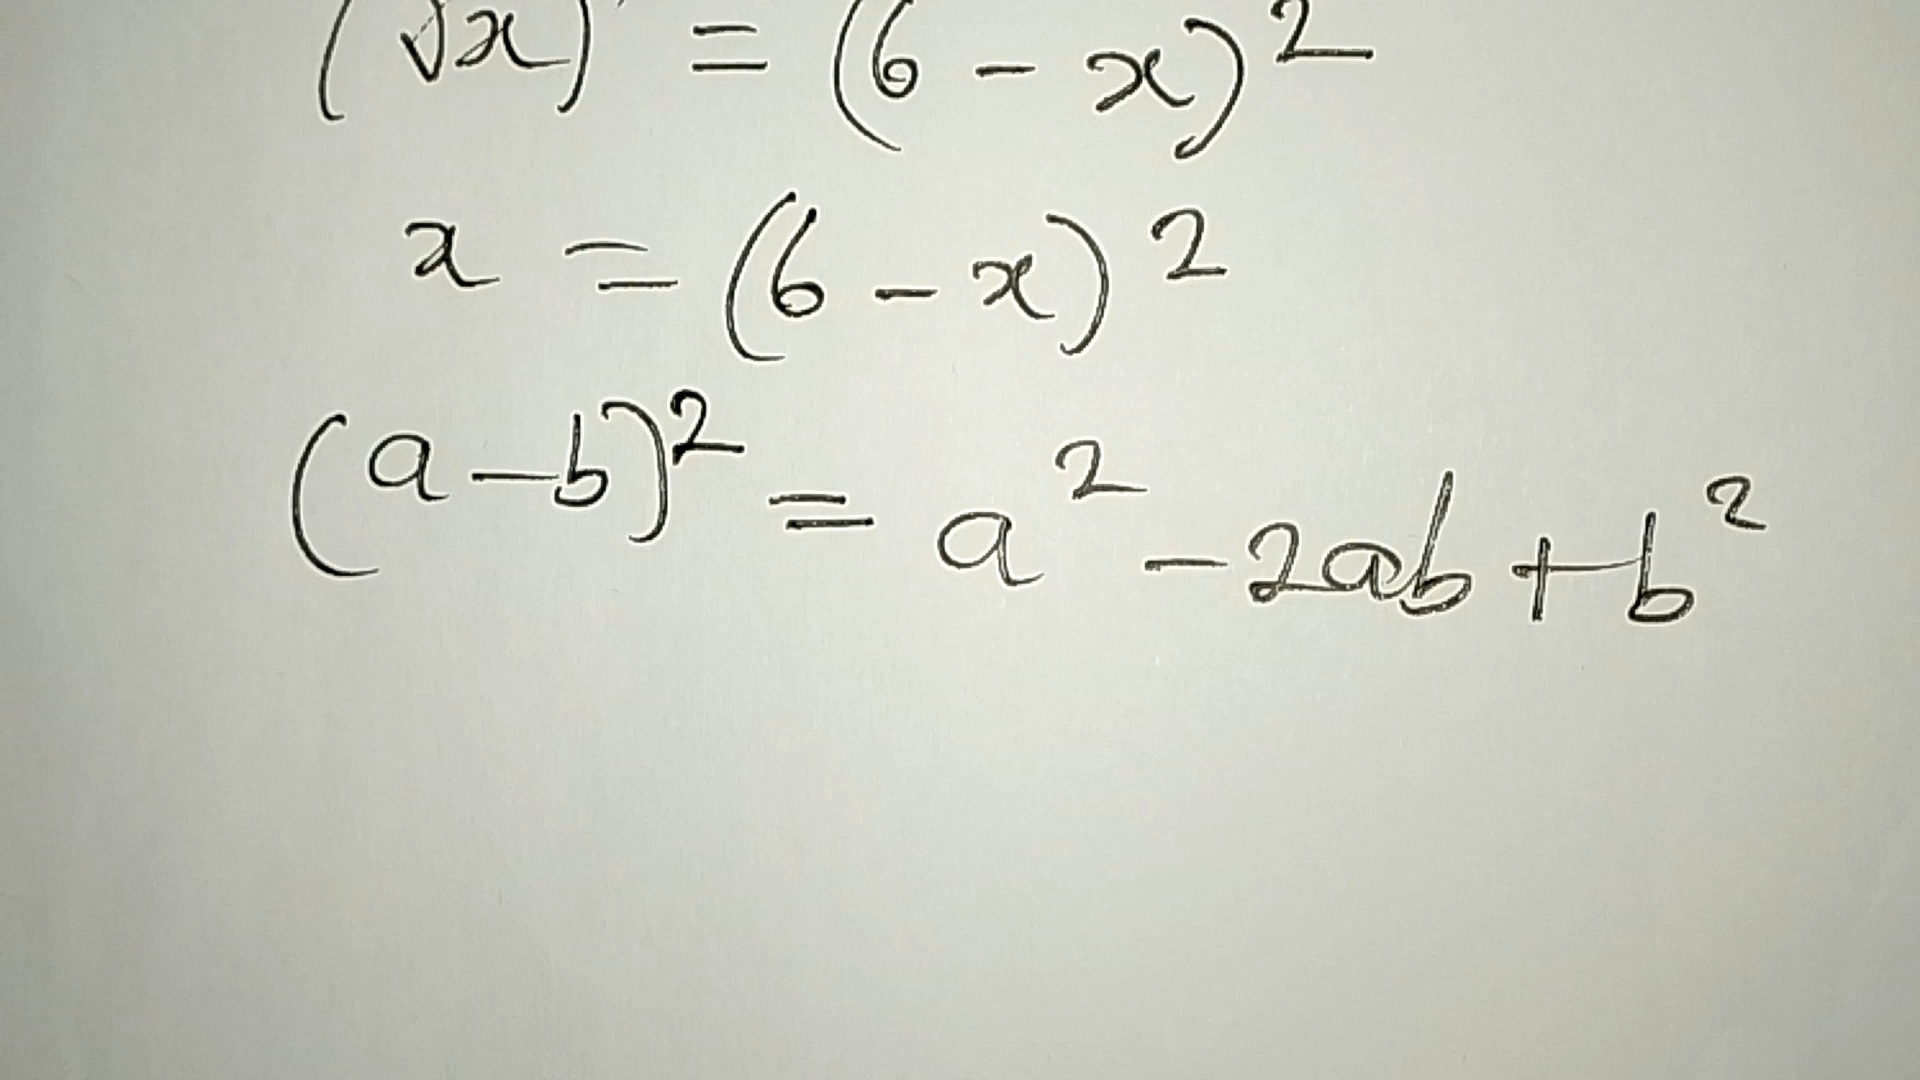 (√x)² = (6 - x)²
x = (6 - x)²
(a - b)² = a² - 2ab + b²